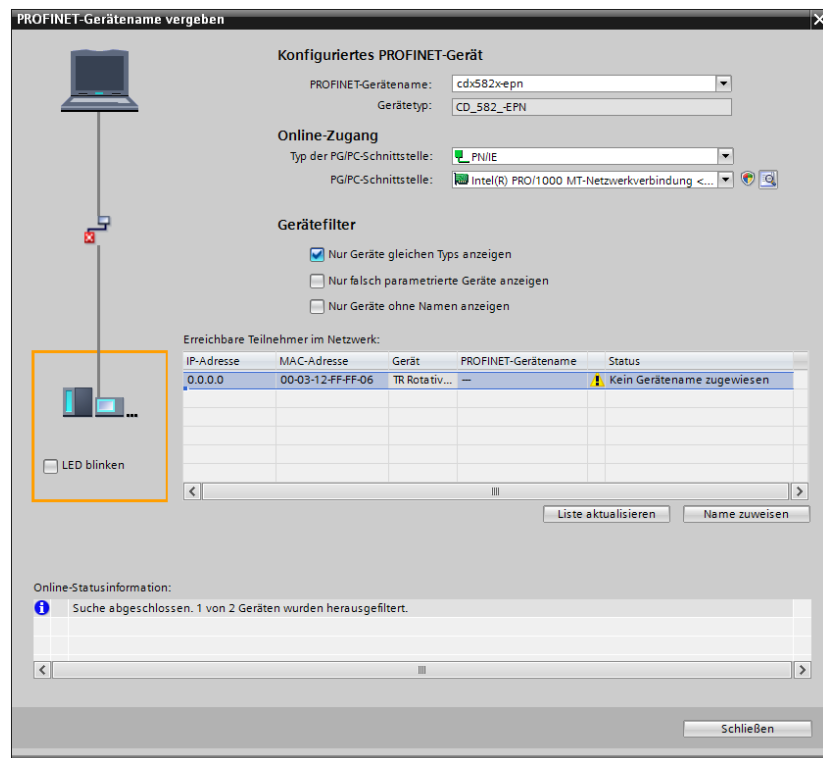 PROFINET-Gerätename vergeben
Konfiguriertes PROFINET-Gerät
PROFINET-Gerätename: cdx582x-epn
Gerätetyp: CD_582_-EPN
Online-Zugang
Typ der PG/PC-Schnittstelle: PN/IE
PG/PC-Schnittstelle: Intel(R) PRO/1000 MT-Netzwerkverbindung <...
Gerätefilter
Nur Geräte gleichen Typs anzeigen
Nur falsch parametrierte Geräte anzeigen
Nur Geräte ohne Namen anzeigen
Erreichbare Teilnehmer im Netzwerk:
IP-Adresse MAC-Adresse Gerät PROFINET-Gerätename Status
0.0.0.0 00-03-12-FF-FF-06 TR Rotativ... — Kein Gerätename zugewiesen
...
LED blinken
Liste aktualisieren Name zuweisen
Online-Statusinformation:
Suche abgeschlossen. 1 von 2 Geräten wurden herausgefiltert.
Schließen